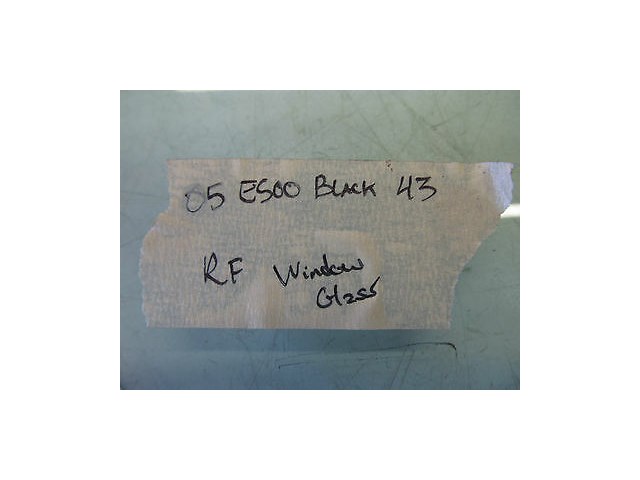 05 E500 BLACK 43
RF Window
Glass